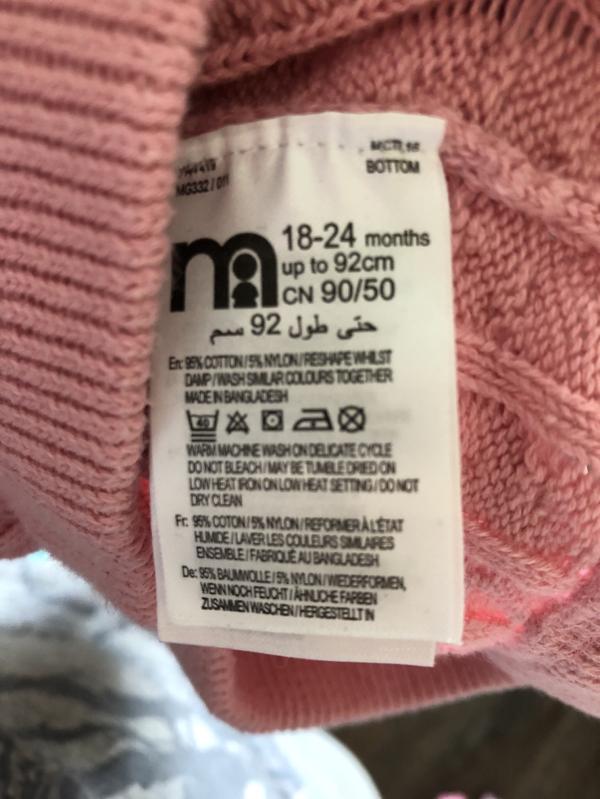 MG332 / 011
BOTTOM
18-24 months
up to 92cm
CN 90/50
حتى طول 92 سم
En: 95% COTTON / 5% NYLON / RESHAPE WHILST
DAMP / WASH SIMILAR COLOURS TOGETHER
MADE IN BANGLADESH
40
WARM MACHINE WASH ON DELICATE CYCLE
DO NOT BLEACH / MAY BE TUMBLE DRIED ON
LOW HEAT IRON ON LOW HEAT SETTING / DO NOT
DRY CLEAN
Fr: 95% COTON / 5% NYLON / REFORMER À L'ÉTAT
HUMIDE / LAVER LES COULEURS SIMILAIRES
ENSEMBLE / FABRIQUÉ AU BANGLADESH
De: 95% BAUMWOLLE / 5% NYLON / WIEDERFORMEN,
WENN NOCH FEUCHT / ÄHNLICHE FARBEN
ZUSAMMEN WASCHEN / HERGESTELLT IN